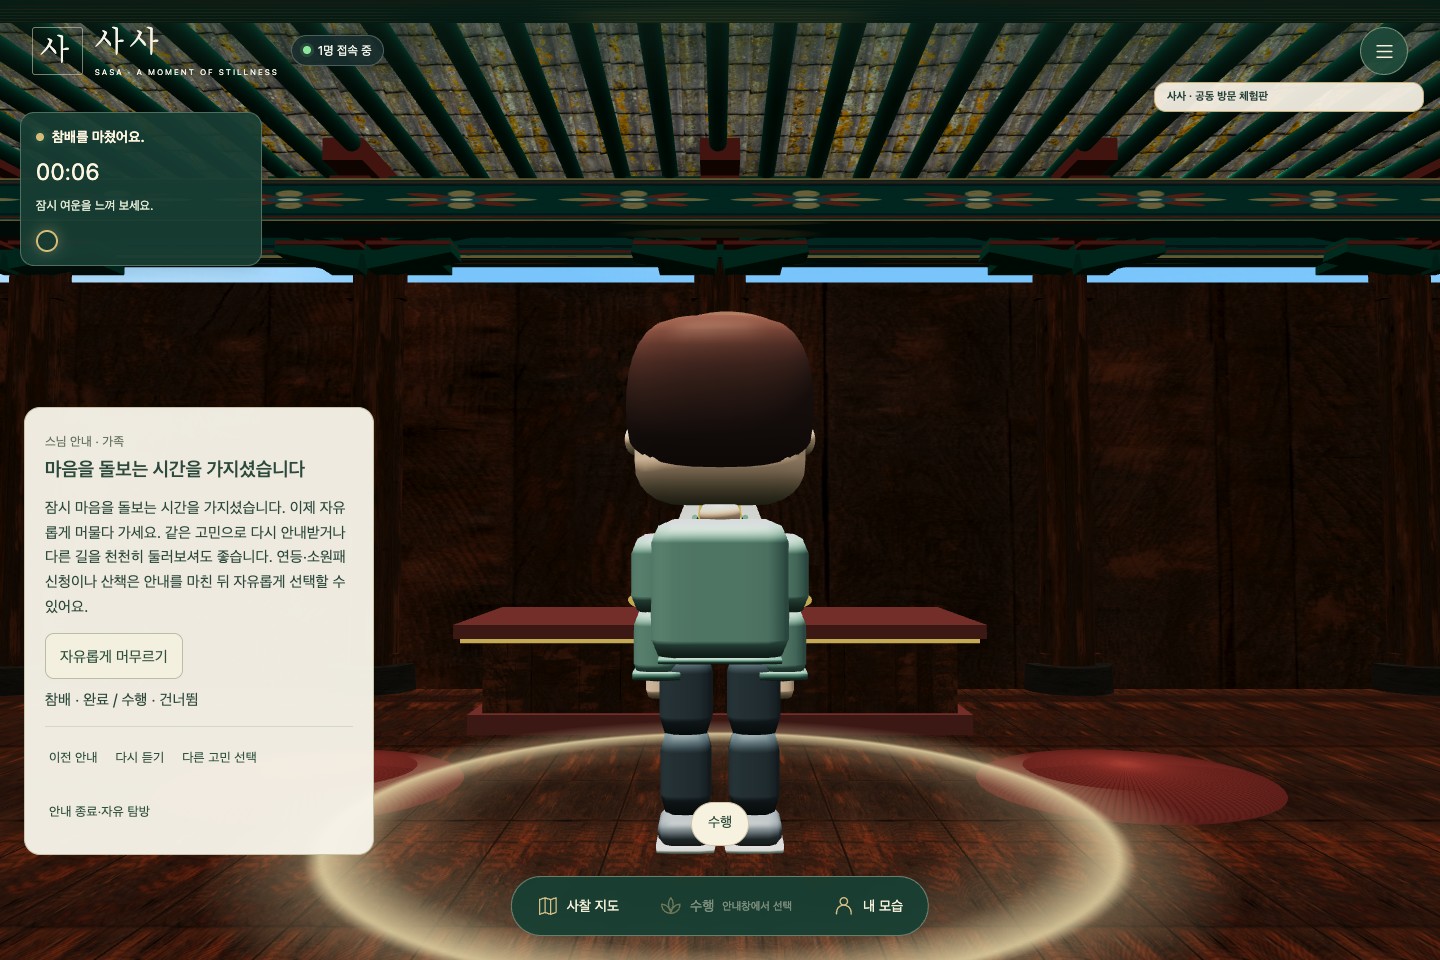 사
사사
SASA · A MOMENT OF STILLNESS
1명 접속 중
사사 · 공동 방문 체험판
참배를 마쳤어요.
00:06
잠시 여운을 느껴 보세요.
스님 안내 · 가족
마음을 돌보는 시간을 가지셨습니다
잠시 마음을 돌보는 시간을 가지셨습니다. 이제 자유
롭게 머물다 가세요. 같은 고민으로 다시 안내받거나
다른 길을 천천히 둘러보셔도 좋습니다. 연등·소원패
신청이나 산책은 안내를 마친 뒤 자유롭게 선택할 수
있어요.
자유롭게 머무르기
참배 · 완료 / 수행 · 건너뜀
이전 안내 다시 듣기 다른 고민 선택
안내 종료·자유 탐방
수행
사찰 지도 수행 안내창에서 선택 내 모습